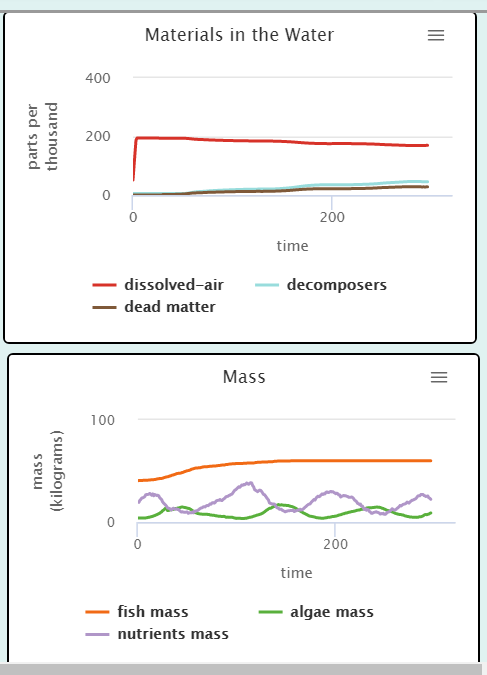 Materials in the Water
parts per
thousand
400
200
0
0
200
time
dissolved-air
decomposers
dead matter
Mass
mass
(kilograms)
100
0
0
200
time
fish mass
algae mass
nutrients mass